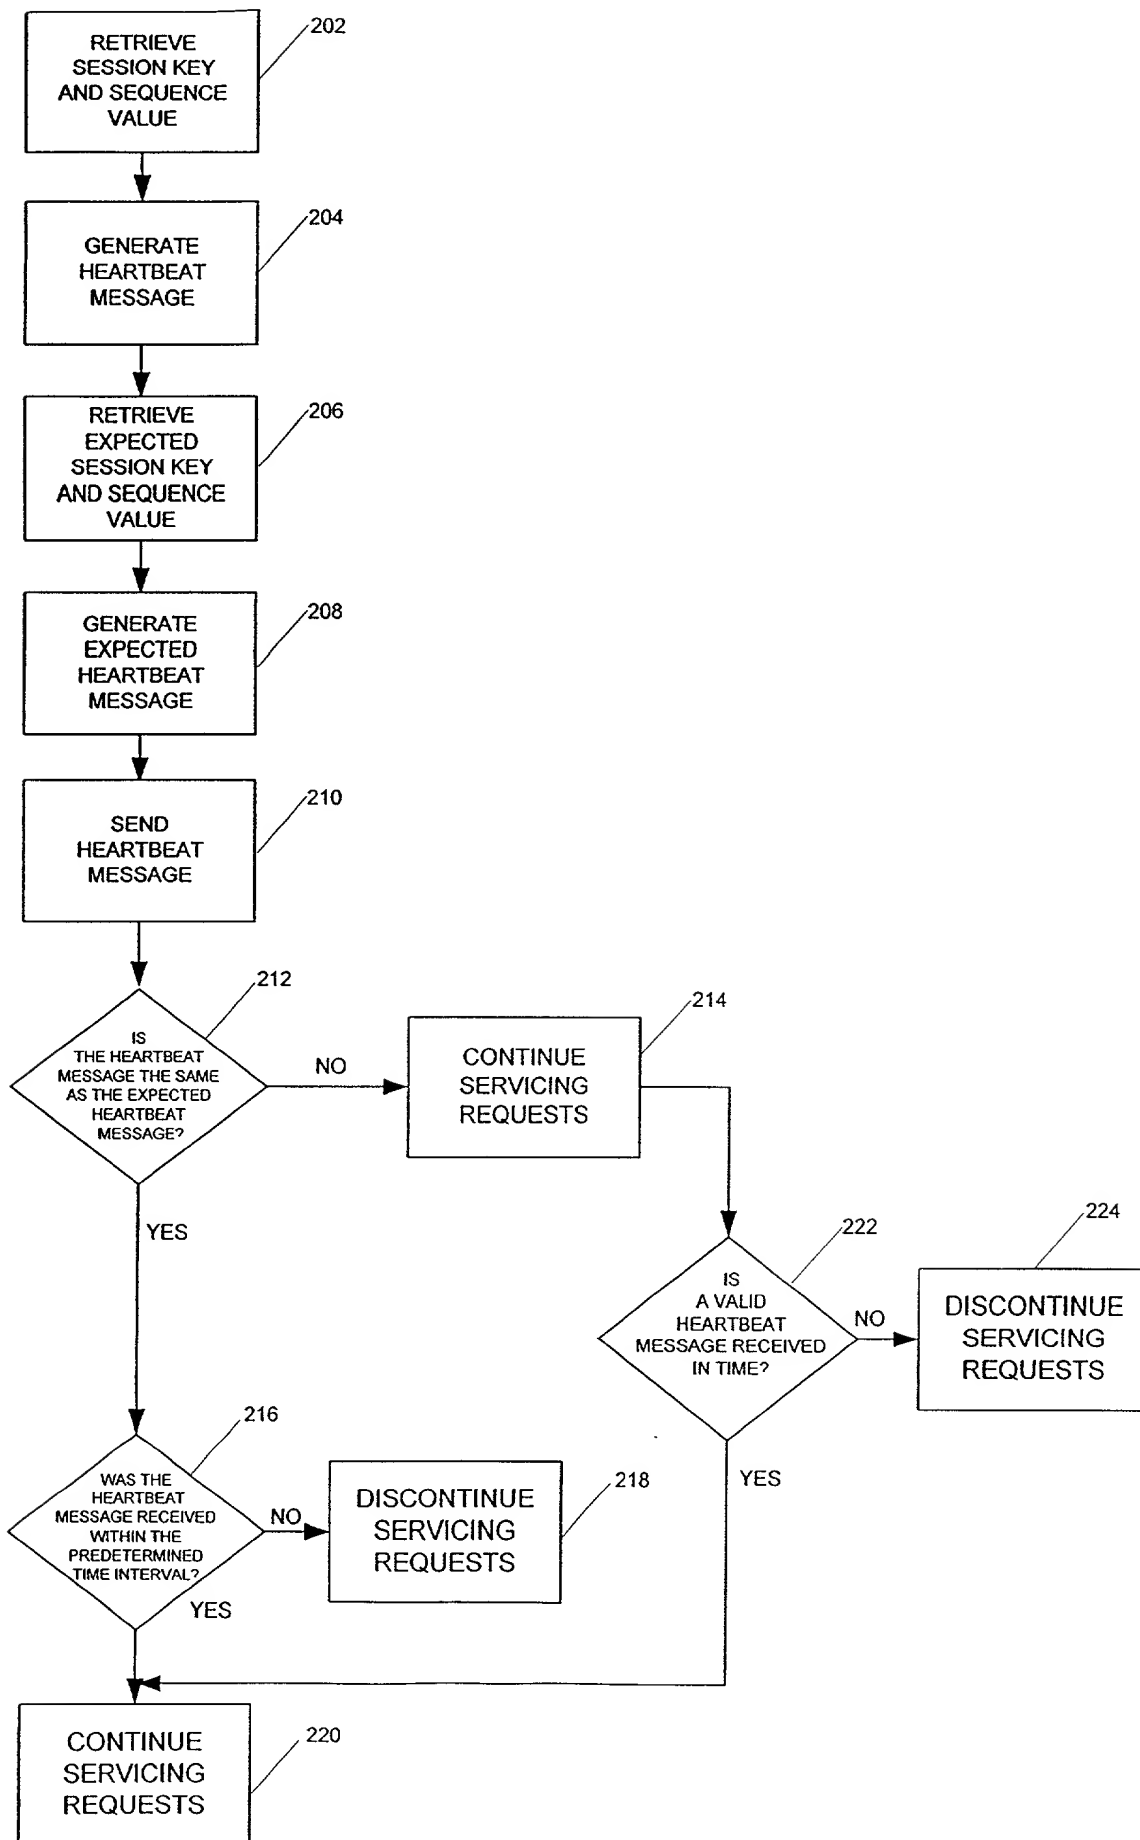 202
RETRIEVE
SESSION KEY
AND SEQUENCE
VALUE
204
GENERATE
HEARTBEAT
MESSAGE
206
RETRIEVE
EXPECTED
SESSION KEY
AND SEQUENCE
VALUE
208
GENERATE
EXPECTED
HEARTBEAT
MESSAGE
210
SEND
HEARTBEAT
MESSAGE
212
IS
THE HEARTBEAT
MESSAGE THE SAME
AS THE EXPECTED
HEARTBEAT
MESSAGE?
NO
214
CONTINUE
SERVICING
REQUESTS
YES
222
IS
A VALID
HEARTBEAT
MESSAGE RECEIVED
IN TIME?
NO
224
DISCONTINUE
SERVICING
REQUESTS
YES
216
WAS THE
HEARTBEAT
MESSAGE RECEIVED
WITHIN THE
PREDETERMINED
TIME INTERVAL?
NO
218
DISCONTINUE
SERVICING
REQUESTS
YES
220
CONTINUE
SERVICING
REQUESTS